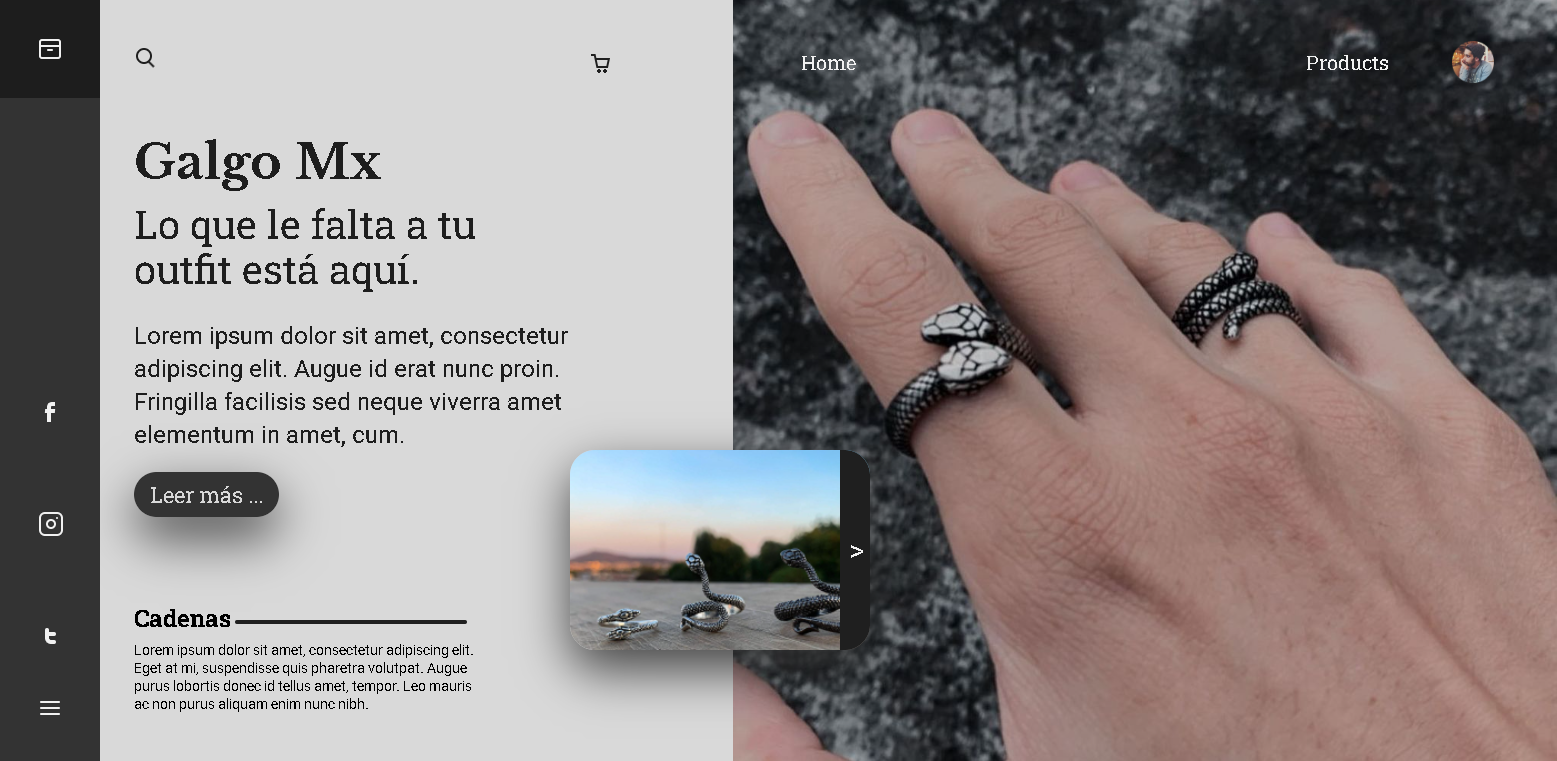 Home
Products
Galgo Mx
Lo que le falta a tu
outfit está aquí.
Lorem ipsum dolor sit amet, consectetur
adipiscing elit. Augue id erat nunc proin.
Fringilla facilisis sed neque viverra amet
elementum in amet, cum.
Leer más ...
>
Cadenas
Lorem ipsum dolor sit amet, consectetur adipiscing elit.
Eget at mi, suspendisse quis pharetra volutpat. Augue
purus lobortis donec id tellus amet, tempor. Leo mauris
ac non purus aliquam enim nunc nibh.